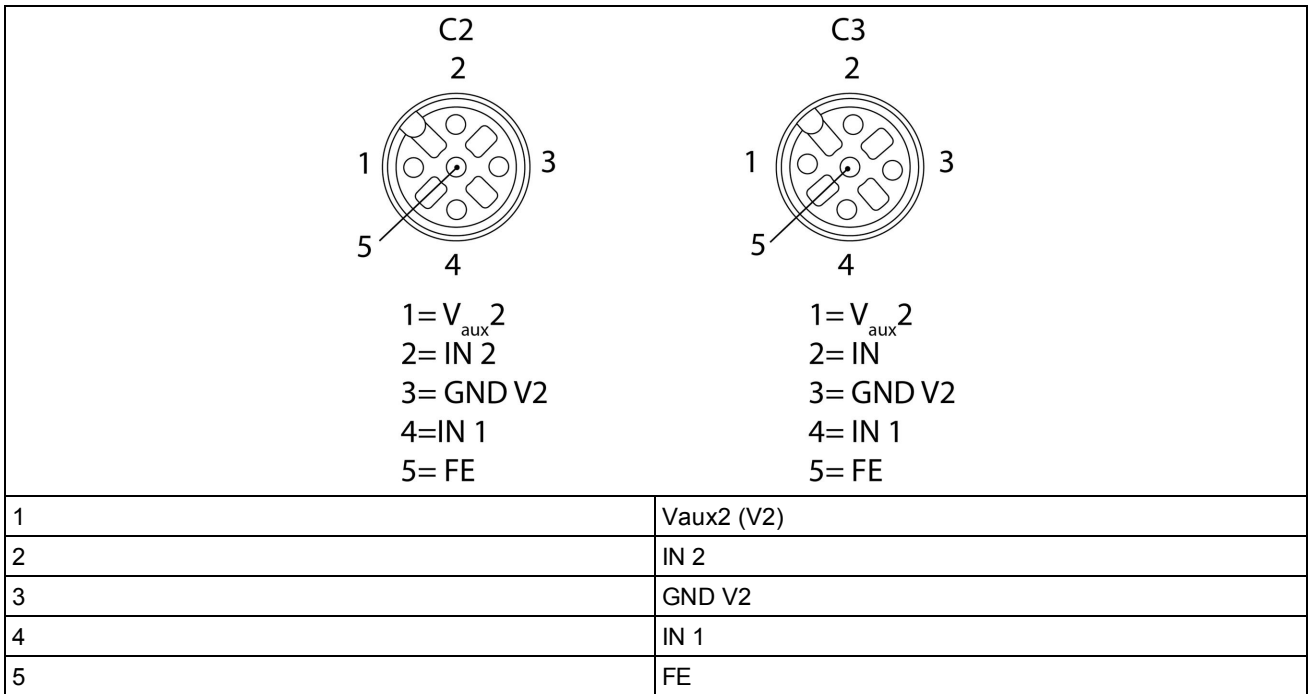 C2
2
1
3
5
4
1= Vaux2
2= IN 2
3= GND V2
4=IN 1
5= FE
C3
2
1
3
5
4
1= Vaux2
2= IN
3= GND V2
4= IN 1
5= FE
1 Vaux2 (V2)
2 IN 2
3 GND V2
4 IN 1
5 FE